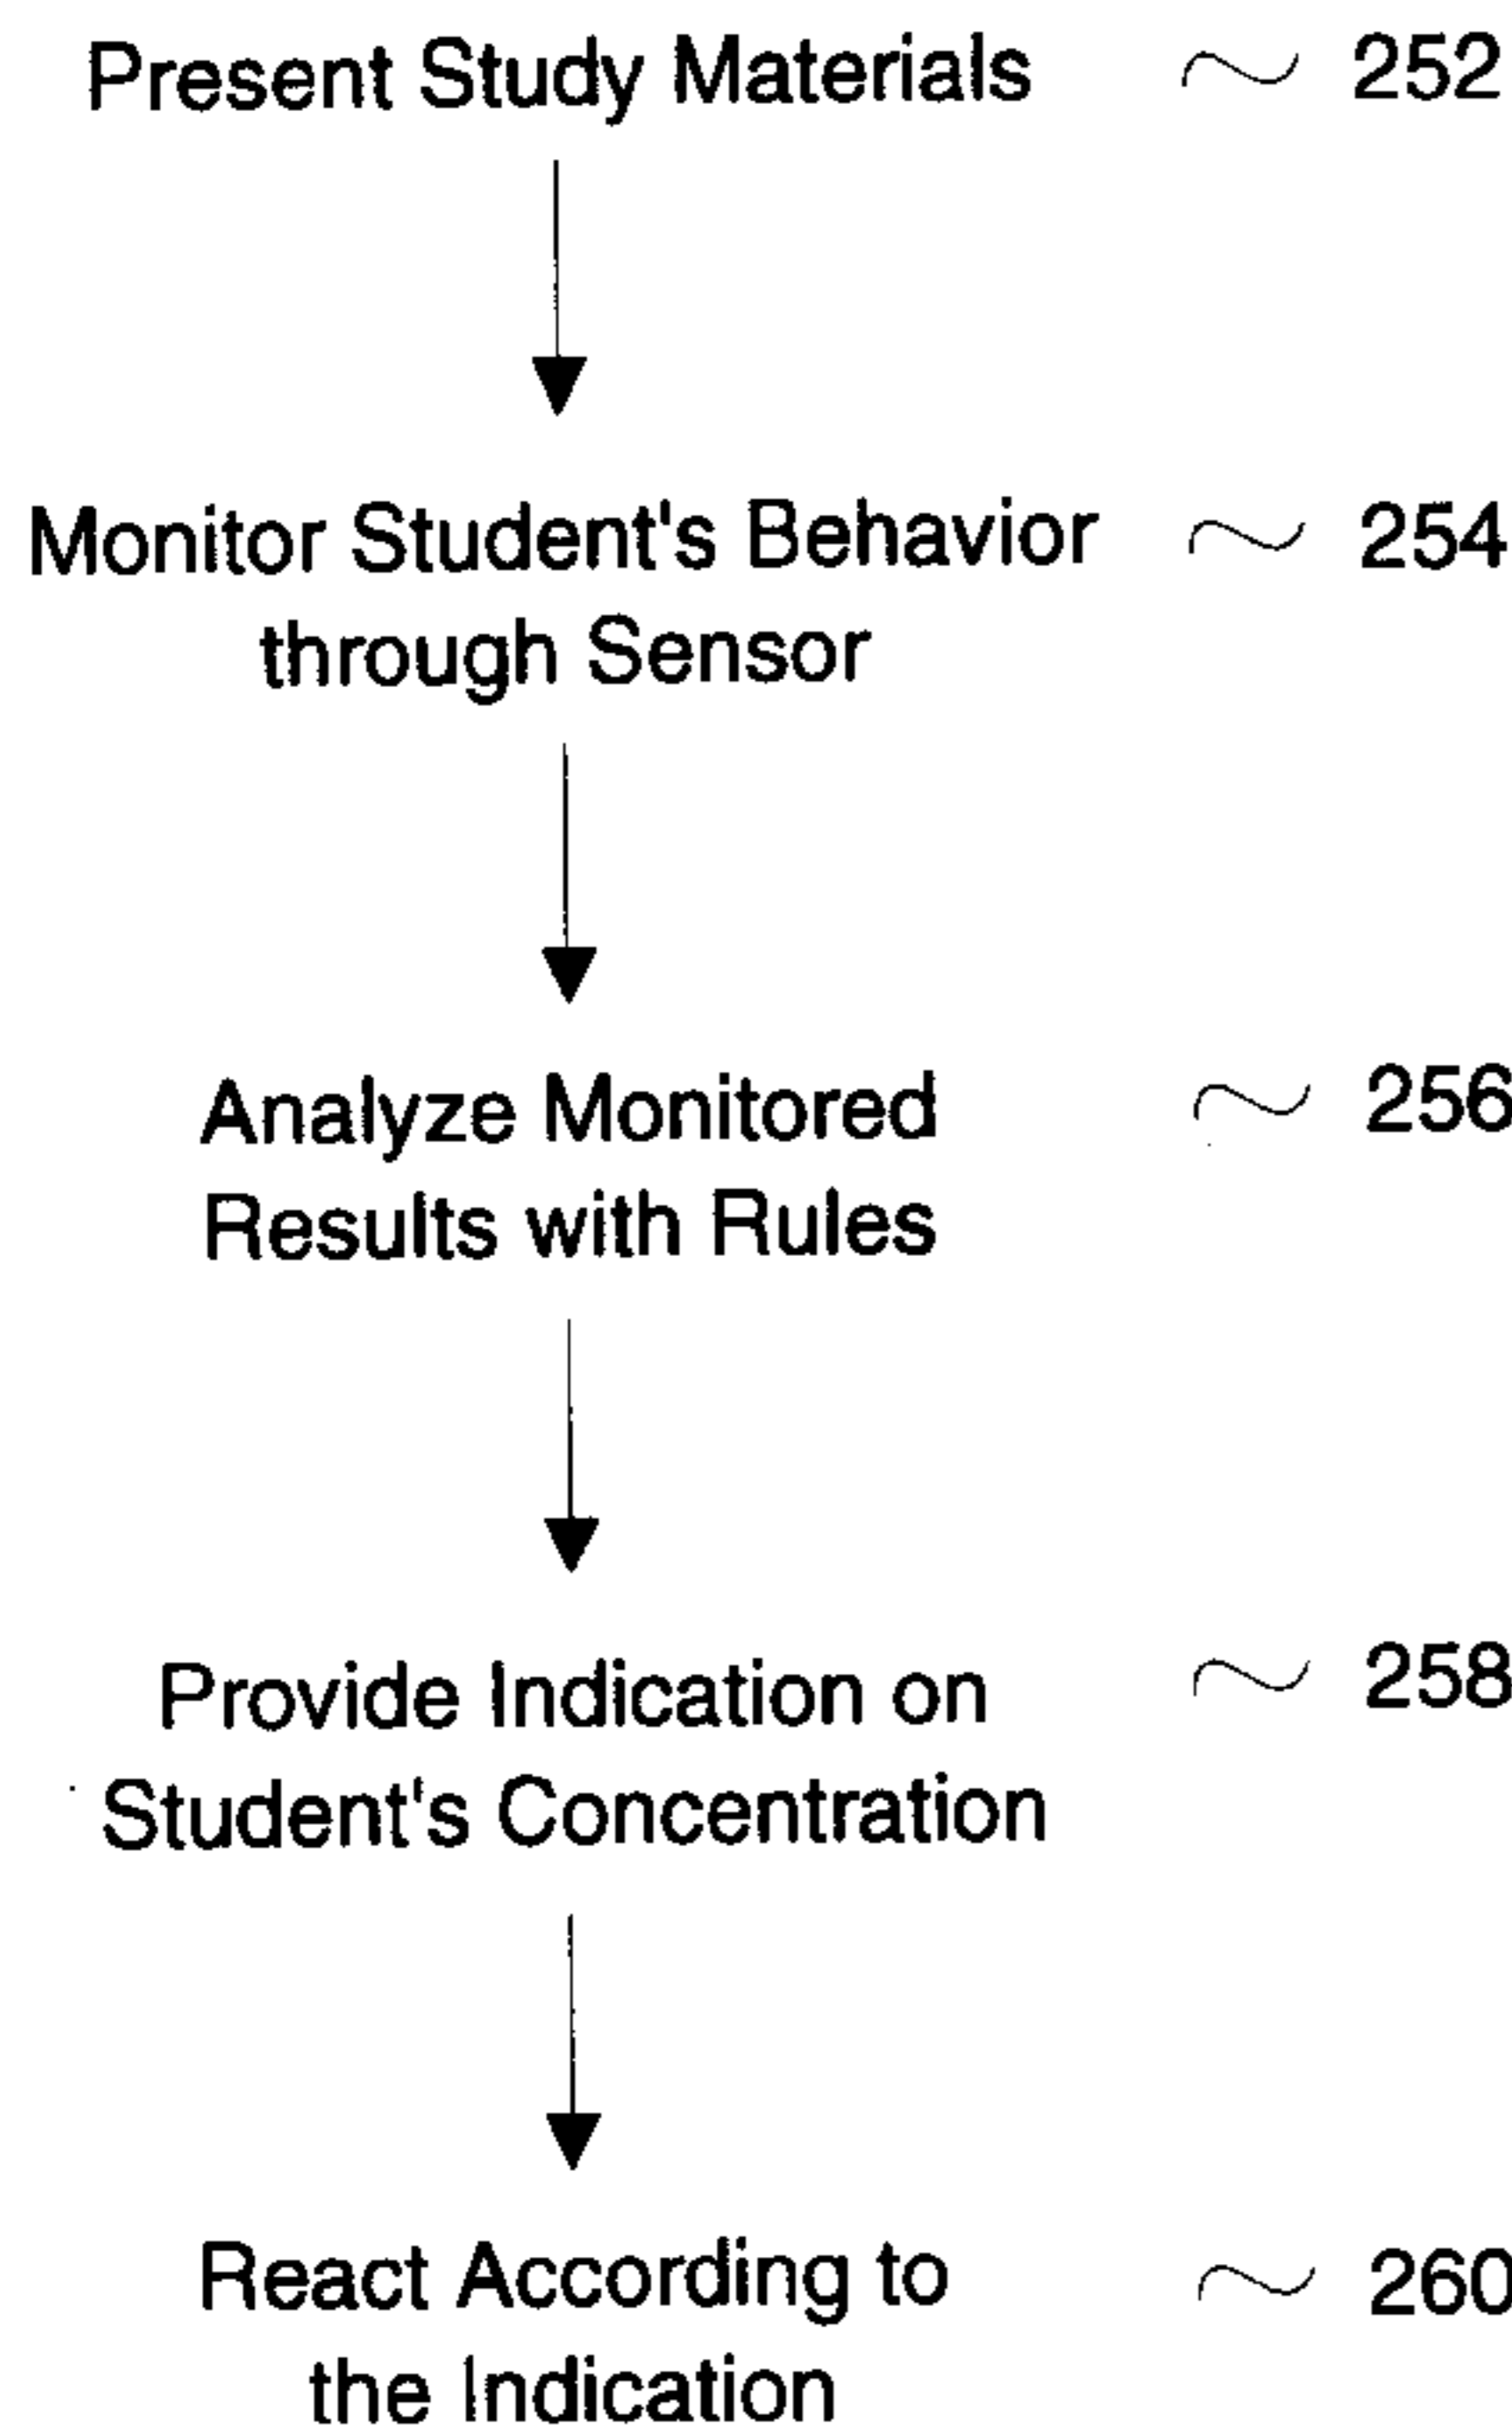 Present Study Materials ~ 252
Monitor Student's Behavior ~ 254
through Sensor
Analyze Monitored ~ 256
Results with Rules
Provide Indication on ~ 258
Student's Concentration
React According to ~ 260
the Indication